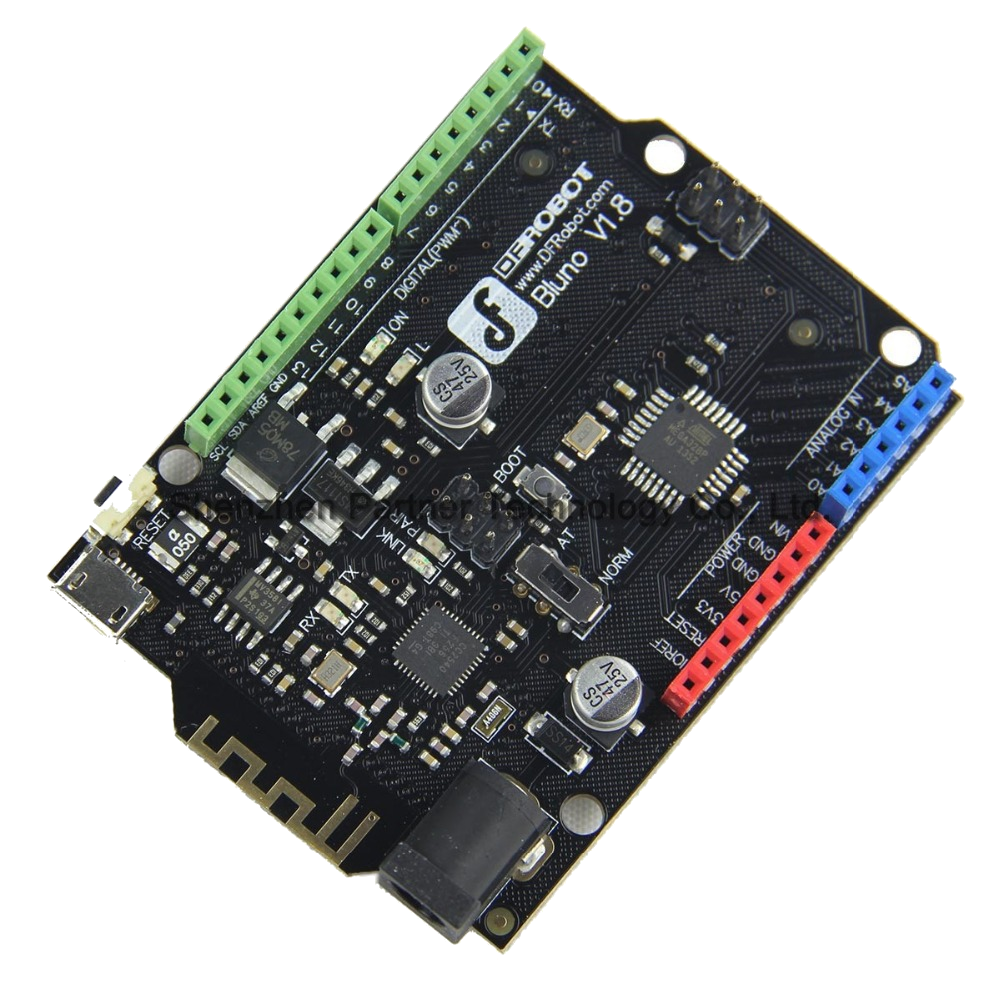 RX◄0
TX►1
2
3
4
5
6
7
DIGITAL(PWM~)
8
9
10
11
12
13
GND
AREF
SDA
SCL
DFROBOT
www.DFRobot.com
Bluno V1.8
ON
L
CS
47
25V
78M05
MB
BOOT
RESET
α
050
PAIR
LINK
TX
RX
AT
NORM
ANALOG IN
A5
A4
A3
A2
A1
A0
POWER
VIN
GND
GND
5V
3V3
RESET
IOREF
CS
47
25V
Shenzhen Partner Technology Co., Ltd.